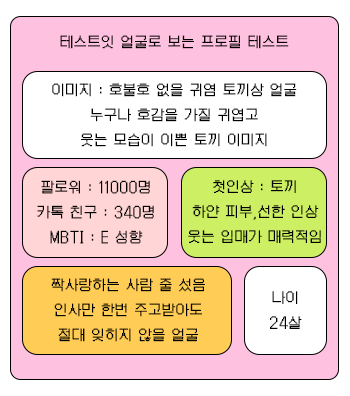 테스트잇 얼굴로 보는 프로필 테스트
이미지 : 호불호 없을 귀염 토끼상 얼굴
누구나 호감을 가질 귀엽고
웃는 모습이 이쁜 토끼 이미지
팔로워 : 11000명
카톡 친구 : 340명
MBTI : E 성향
첫인상 : 토끼
하얀 피부,선한 인상
웃는 입매가 매력적임
짝사랑하는 사람 줄 섰음
인사만 한번 주고받아도
절대 잊히지 않을 얼굴
나이
24살